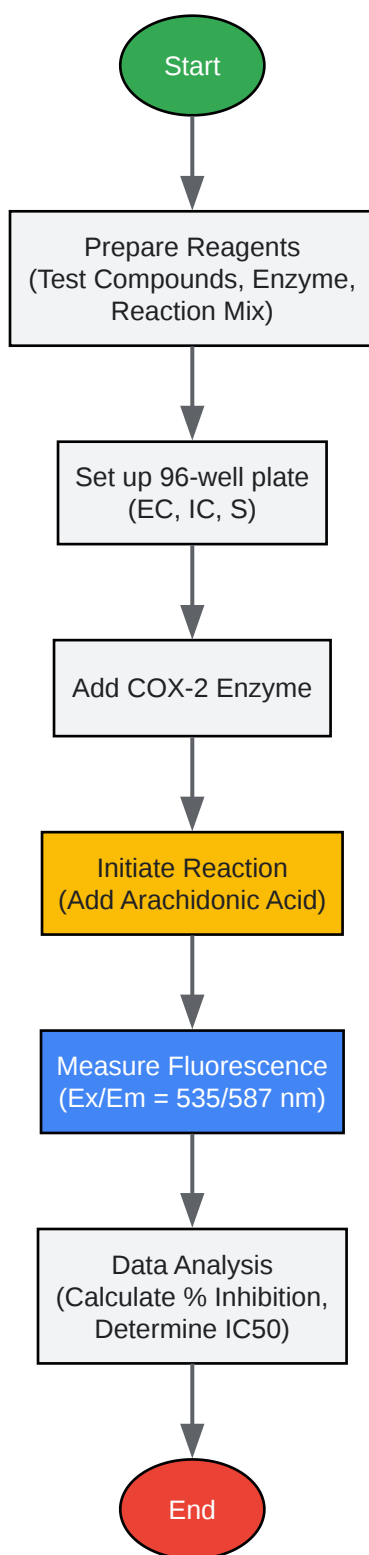 Start
Prepare Reagents
(Test Compounds, Enzyme,
Reaction Mix)
Set up 96-well plate
(EC, IC, S)
Add COX-2 Enzyme
Initiate Reaction
(Add Arachidonic Acid)
Measure Fluorescence
(Ex/Em = 535/587 nm)
Data Analysis
(Calculate % Inhibition,
Determine IC50)
End